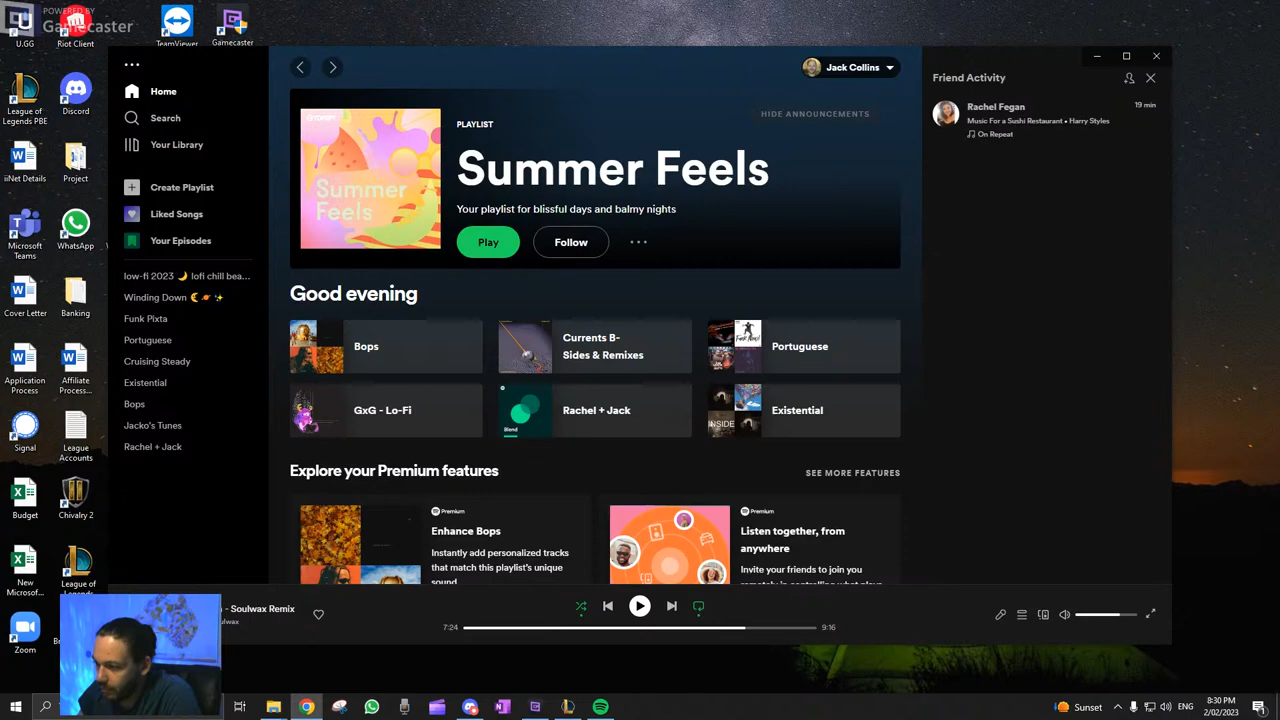 POWERED BY
Gamecaster
U.GG
Riot Client
TeamViewer
Gamecaster
League of
Legends PBE
Discord
iiNet Details
Project
Microsoft
Teams
WhatsApp
Cover Letter
Banking
Application
Process
Affiliate
Process...
Signal
League
Accounts
Budget
Chivalry 2
New
Microsof...
League of
Zoom
Home
Search
Your Library
Create Playlist
Liked Songs
Your Episodes
low-fi 2023 🌙 lofi chill bea...
Winding Down
Funk Pixta
Portuguese
Cruising Steady
Existential
Bops
Jacko's Tunes
Rachel + Jack
Jack Collins
HIDE ANNOUNCEMENTS
Summer
Feels
PLAYLIST
Summer Feels
Your playlist for blissful days and balmy nights
Play
Follow
Good evening
Bops
Currents B-
Sides & Remixes
Portuguese
GxG - Lo-Fi
Blend
Rachel + Jack
INSIDE
Existential
Explore your Premium features
SEE MORE FEATURES
Premium
Enhance Bops
Instantly add personalized tracks
that match this playlist's unique
sound
Premium
Listen together, from
anywhere
Invite your friends to join you
remotely in controlling what plays
Friend Activity
Rachel Fegan
19 min
Music For a Sushi Restaurant • Harry Styles
On Repeat
- Soulwax Remix
lwax
7:24
9:16
Sunset
ENG
8:30 PM
2/02/2023